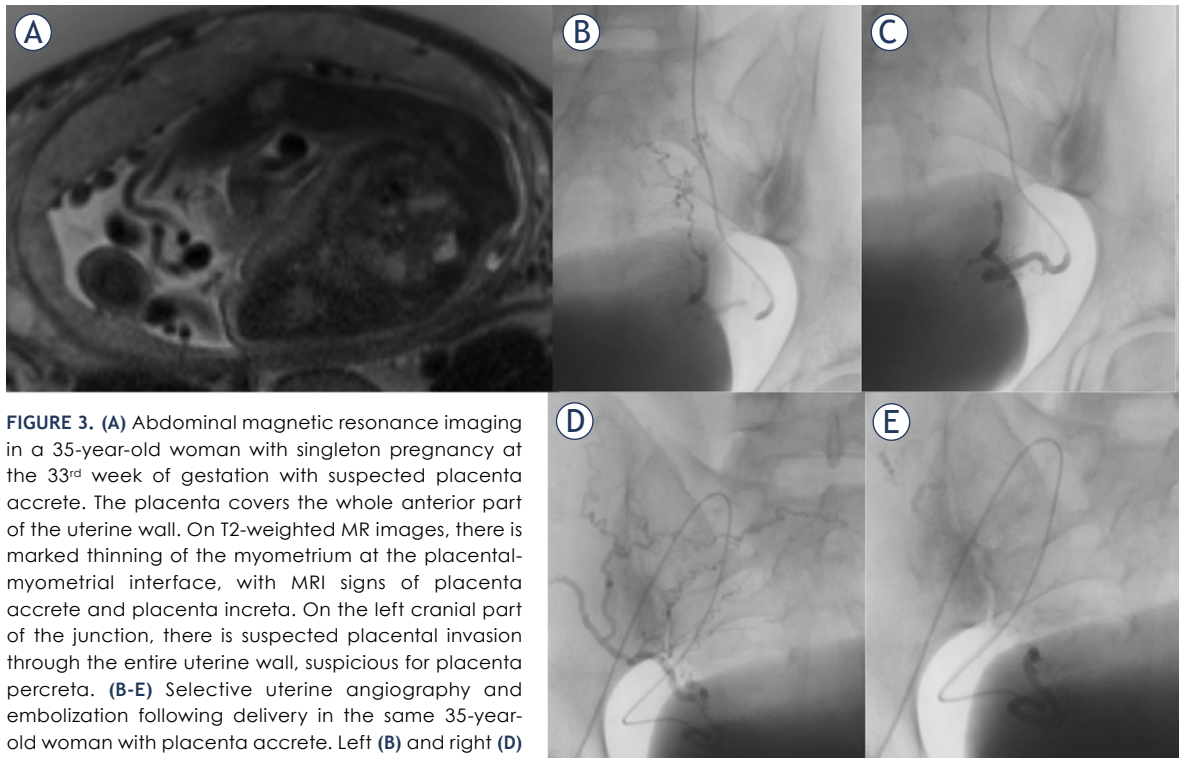 A
B
C
D
E
FIGURE 3. (A) Abdominal magnetic resonance imaging
in a 35-year-old woman with singleton pregnancy at
the 33rd week of gestation with suspected placenta
accrete. The placenta covers the whole anterior part
of the uterine wall. On T2-weighted MR images, there is
marked thinning of the myometrium at the placental-
myometrial interface, with MRI signs of placenta
accrete and placenta increta. On the left cranial part
of the junction, there is suspected placental invasion
through the entire uterine wall, suspicious for placenta
percreta. (B-E) Selective uterine angiography and
embolization following delivery in the same 35-year-
old woman with placenta accrete. Left (B) and right (D)